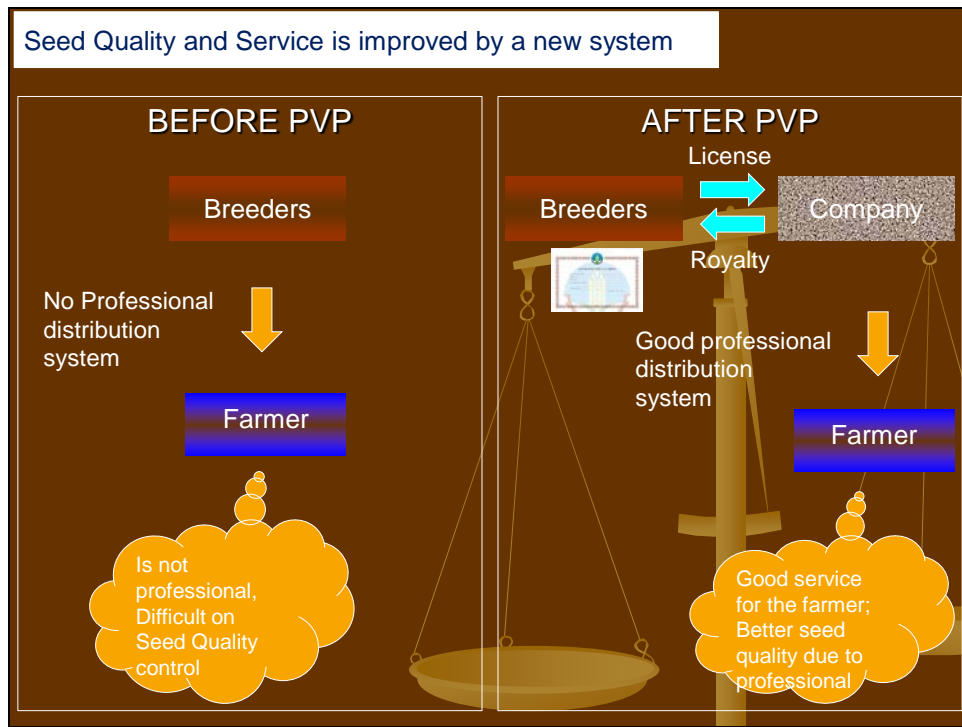 Seed Quality and Service is improved by a new system
BEFORE PVP
Breeders
No Professional
distribution
system
Farmer
Is not
professional,
Difficult on
Seed Quality
control
AFTER PVP
License
Breeders
Company
Royalty
Good professional
distribution
system
Farmer
Good service
for the farmer;
Better seed
quality due to
professional